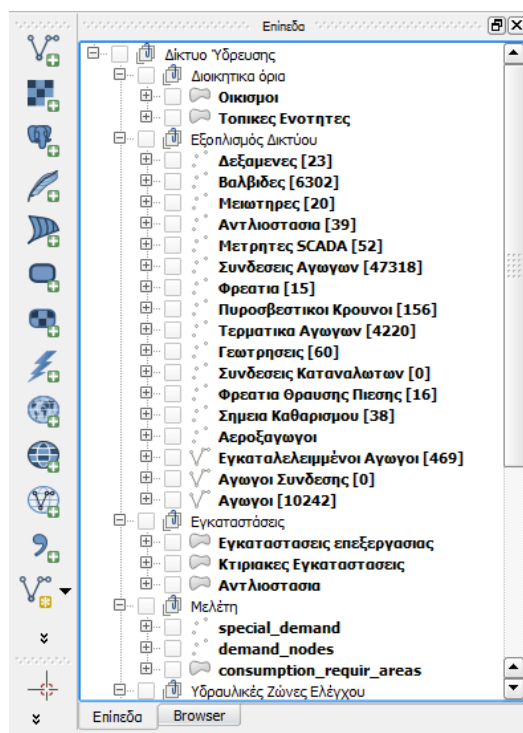 Επίπεδα
Δίκτυο Ύδρευσης
Διοικητικα όρια
Οικισμοι
Τοπικες Ενοτητες
Εξοπλισμός Δικτύου
Δεξαμενες [23]
Βαλβιδες [6302]
Μειωτηρες [20]
Αντλιοστασια [39]
Μετρητες SCADA [52]
Συνδεσεις Αγωγων [47318]
Φρεατια [15]
Πυροσβεστικοι Κρουνοι [156]
Τερματικα Αγωγων [4220]
Γεωτρησεις [60]
Συνδεσεις Καταναλωτων [0]
Φρεατια Θραυσης Πιεσης [16]
Σημεια Καθαρισμου [38]
Αεροξαγωγοι
Εγκαταλελειμμένοι Αγωγοι [469]
Αγωγοι Συνδεσης [0]
Αγωγοι [10242]
Εγκαταστάσεις
Εγκαταστασεις επεξεργασιας
Κτιριακες Εγκαταστασεις
Αντλιοστασια
Μελέτη
special_demand
demand_nodes
consumption_requir_areas
Υδραυλικές Ζώνες Ελέγχου
Επίπεδα Browser